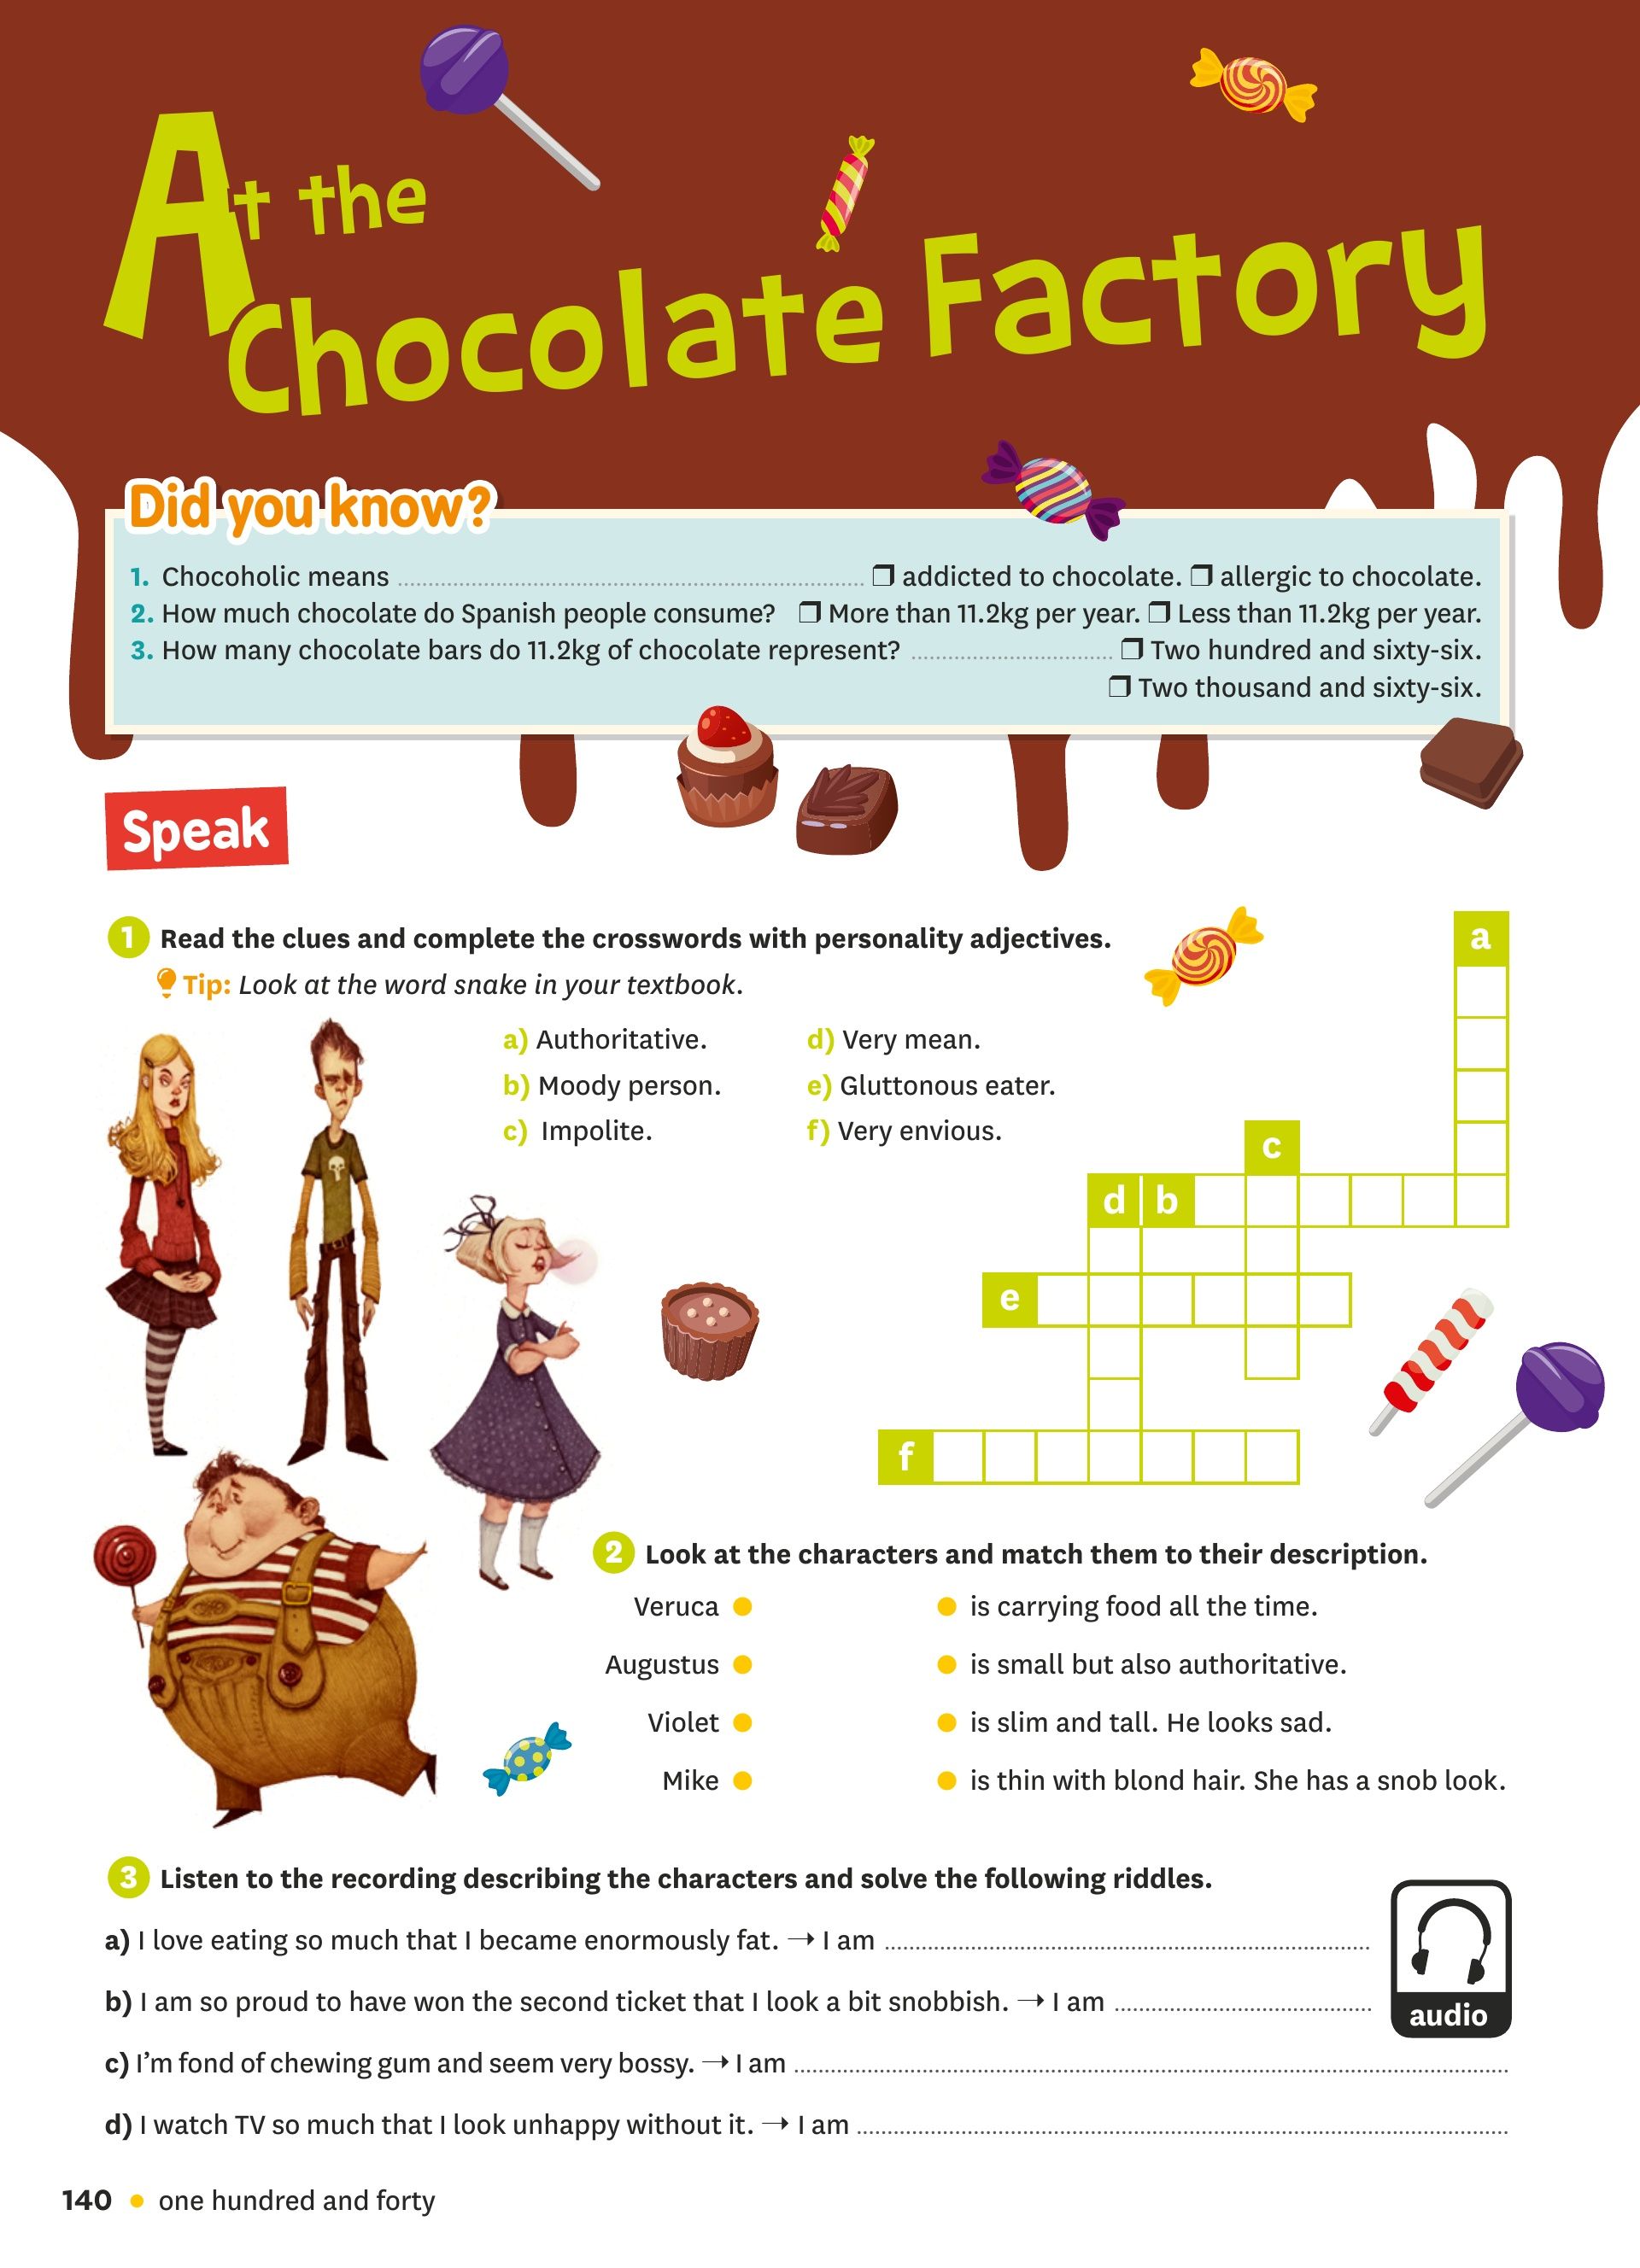 At the
Chocolate Factory
Did you know?
1. Chocoholic means ❒ addicted to chocolate. ❒ allergic to chocolate.
2. How much chocolate do Spanish people consume? ❒ More than 11.2kg per year. ❒ Less than 11.2kg per year.
3. How many chocolate bars do 11.2kg of chocolate represent? ❒ Two hundred and sixty-six.
❒ Two thousand and sixty-six.
Speak
1 Read the clues and complete the crosswords with personality adjectives.
Tip: Look at the word snake in your textbook.
a) Authoritative.
b) Moody person.
c) Impolite.
d) Very mean.
e) Gluttonous eater.
f) Very envious.
a
c
d b
e
f
2 Look at the characters and match them to their description.
Veruca
Augustus
Violet
Mike
is carrying food all the time.
is small but also authoritative.
is slim and tall. He looks sad.
is thin with blond hair. She has a snob look.
3 Listen to the recording describing the characters and solve the following riddles.
a) I love eating so much that I became enormously fat. → I am
b) I am so proud to have won the second ticket that I look a bit snobbish. → I am
c) I'm fond of chewing gum and seem very bossy. → I am
d) I watch TV so much that I look unhappy without it. → I am
audio
140 • one hundred and forty